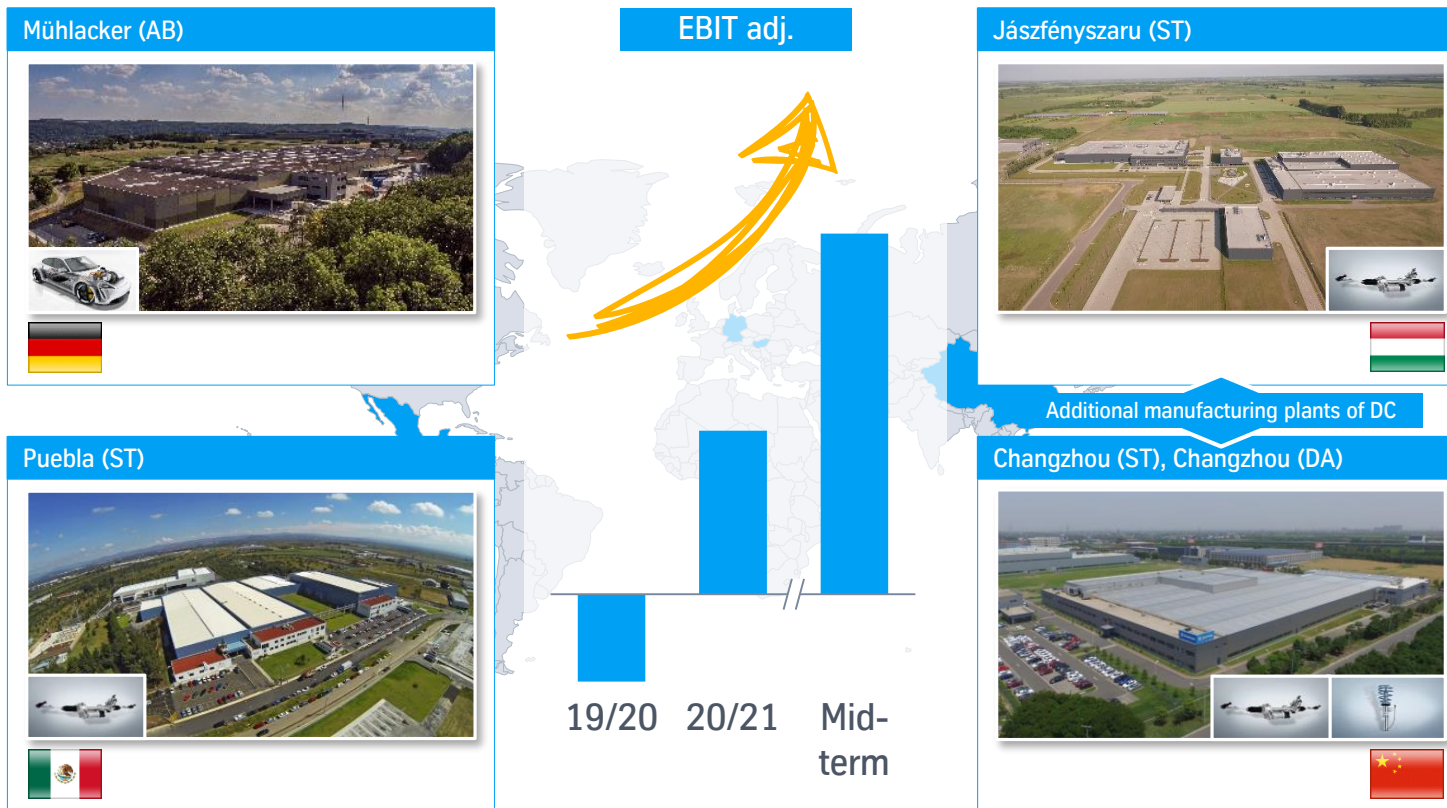 Mühlacker (AB)
EBIT adj.
Jászfényszaru (ST)
Additional manufacturing plants of DC
Puebla (ST)
Changzhou (ST), Changzhou (DA)
19/20
20/21
Mid-
term